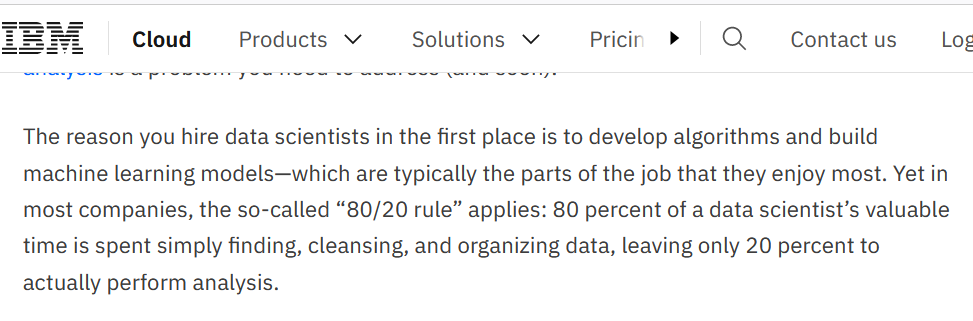 IBM Cloud Products Solutions Pricin Contact us Log
analysis is a problem you need to address (and soon).
The reason you hire data scientists in the first place is to develop algorithms and build
machine learning models—which are typically the parts of the job that they enjoy most. Yet in
most companies, the so-called “80/20 rule” applies: 80 percent of a data scientist’s valuable
time is spent simply finding, cleansing, and organizing data, leaving only 20 percent to
actually perform analysis.